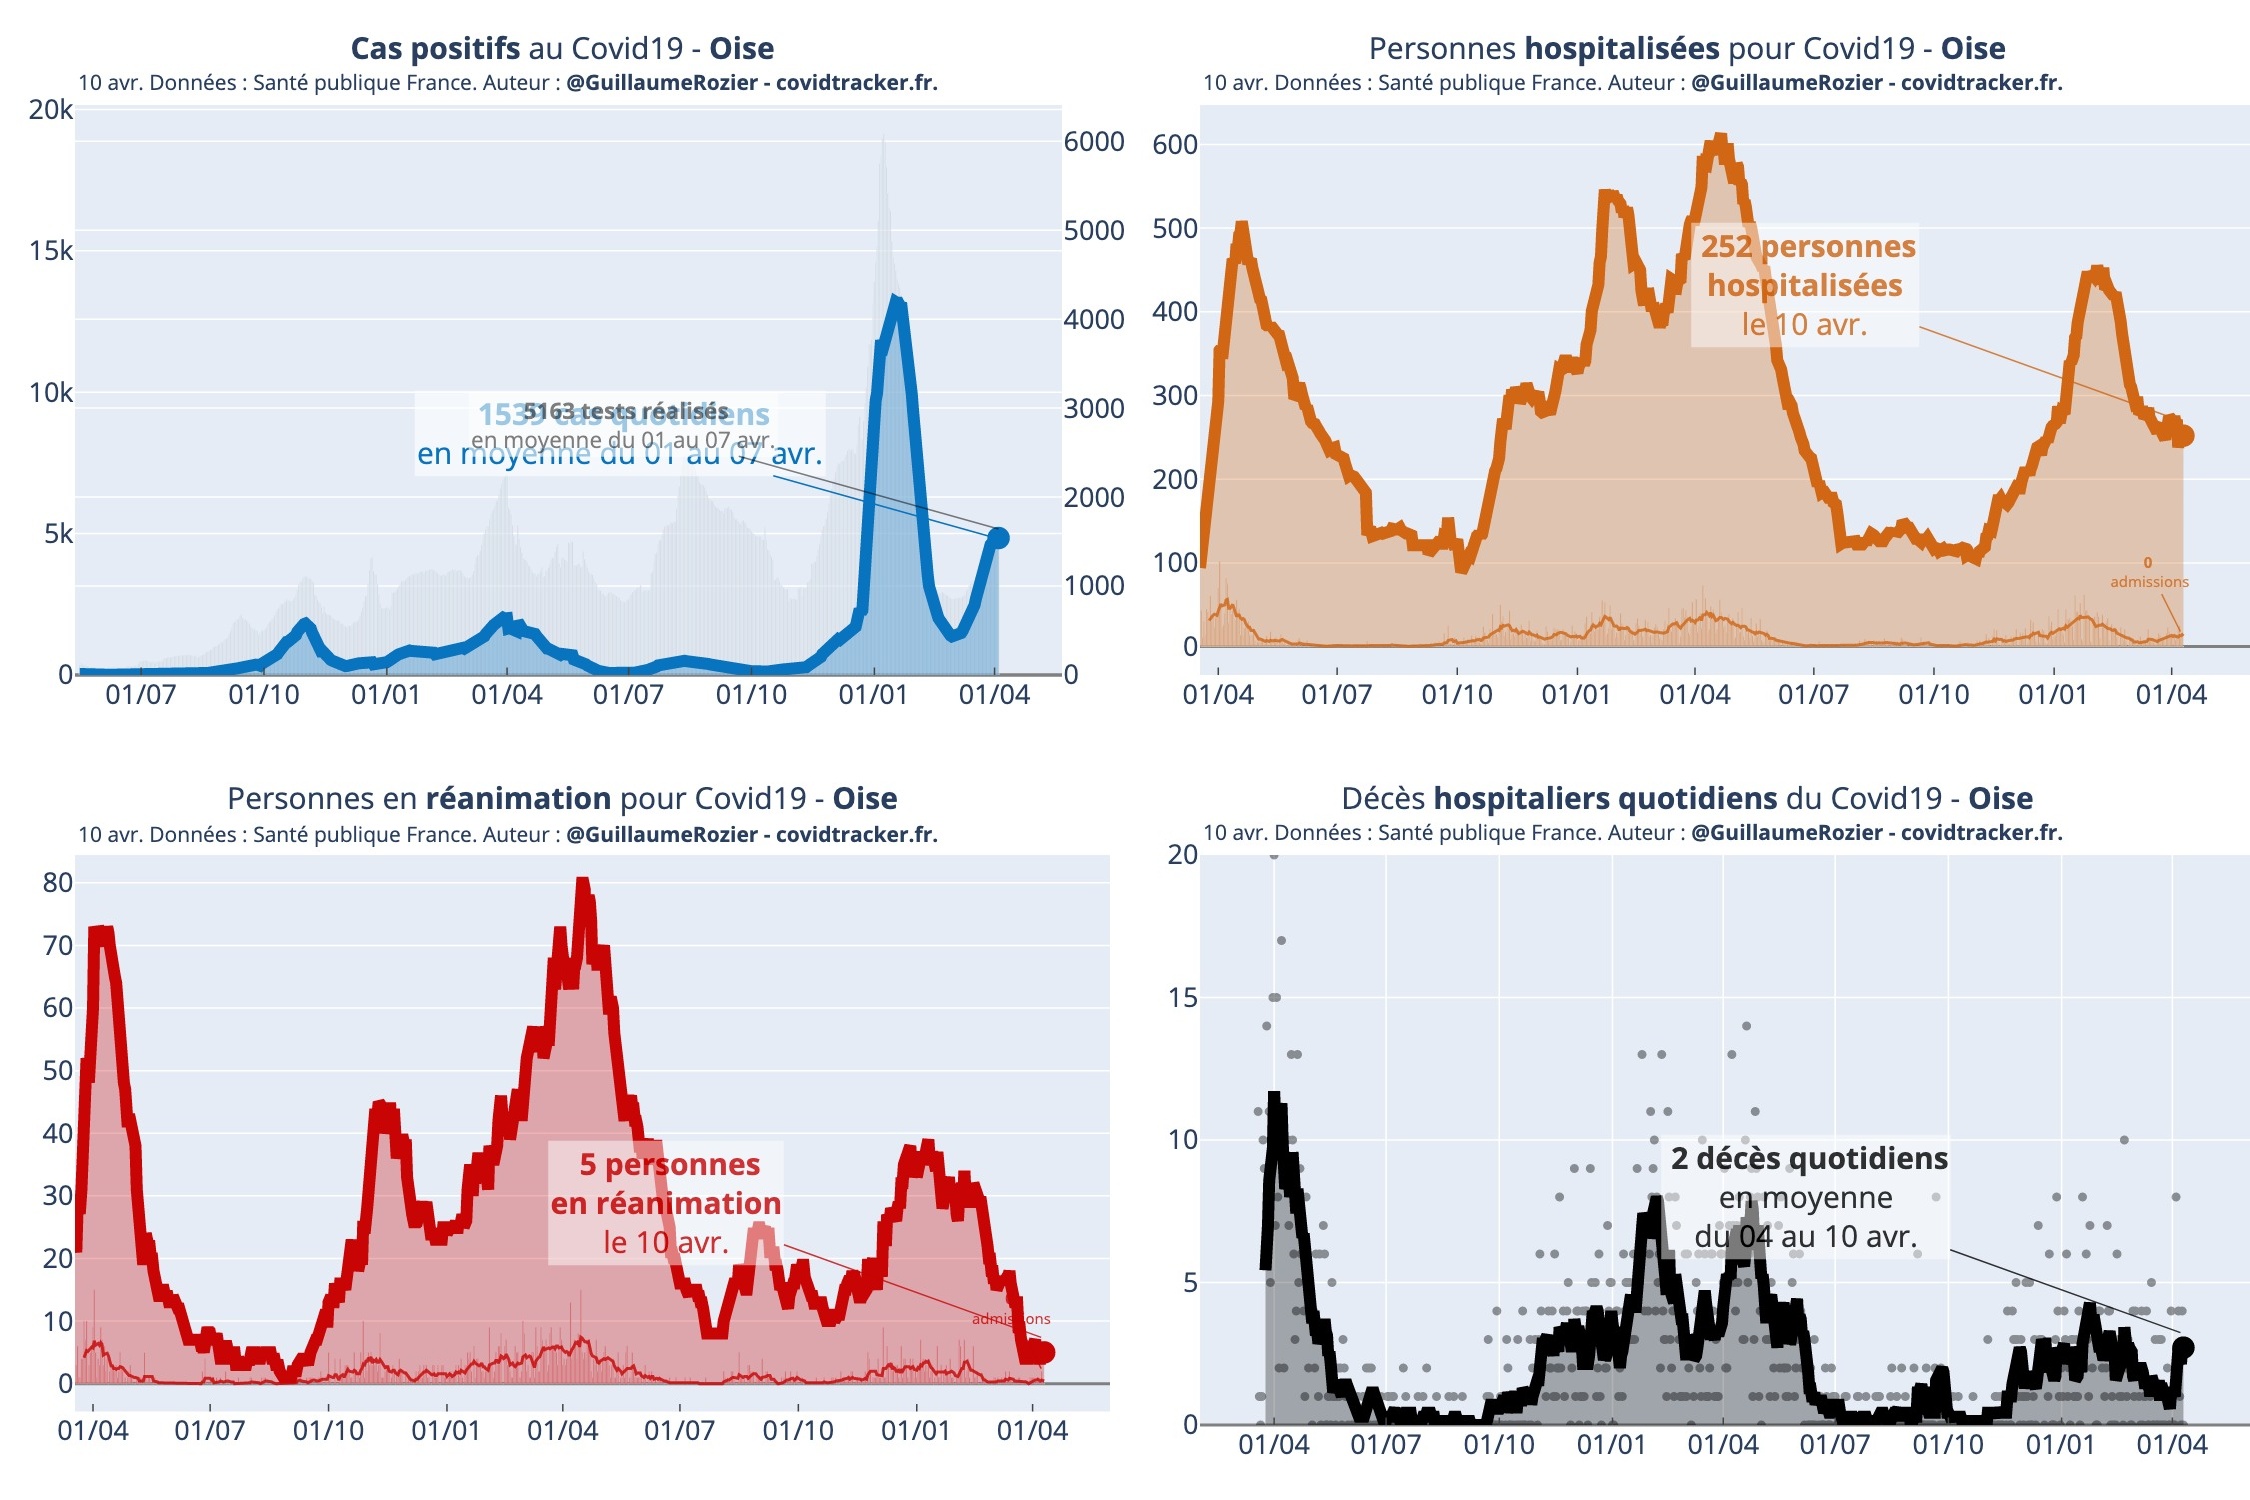 Cas positifs au Covid19 - Oise
10 avr. Données : Santé publique France. Auteur : @GuillaumeRozier - covidtracker.fr.
20k
15k
10k
5k
0
6000
5000
4000
3000
2000
1000
0
1539 cas quotidiens
en moyenne du 01 au 07 avr.
5163 tests réalisés
en moyenne du 01 au 07 avr.
01/07 01/10 01/01 01/04 01/07 01/10 01/01 01/04
Personnes hospitalisées pour Covid19 - Oise
10 avr. Données : Santé publique France. Auteur : @GuillaumeRozier - covidtracker.fr.
600
500
400
300
200
100
0
252 personnes
hospitalisées
le 10 avr.
0
admissions
01/04 01/07 01/10 01/01 01/04 01/07 01/10 01/01 01/04
Personnes en réanimation pour Covid19 - Oise
10 avr. Données : Santé publique France. Auteur : @GuillaumeRozier - covidtracker.fr.
80
70
60
50
40
30
20
10
0
5 personnes
en réanimation
le 10 avr.
admissions
01/04 01/07 01/10 01/01 01/04 01/07 01/10 01/01 01/04
Décès hospitaliers quotidiens du Covid19 - Oise
10 avr. Données : Santé publique France. Auteur : @GuillaumeRozier - covidtracker.fr.
20
15
10
5
0
2 décès quotidiens
en moyenne
du 04 au 10 avr.
01/04 01/07 01/10 01/01 01/04 01/07 01/10 01/01 01/04